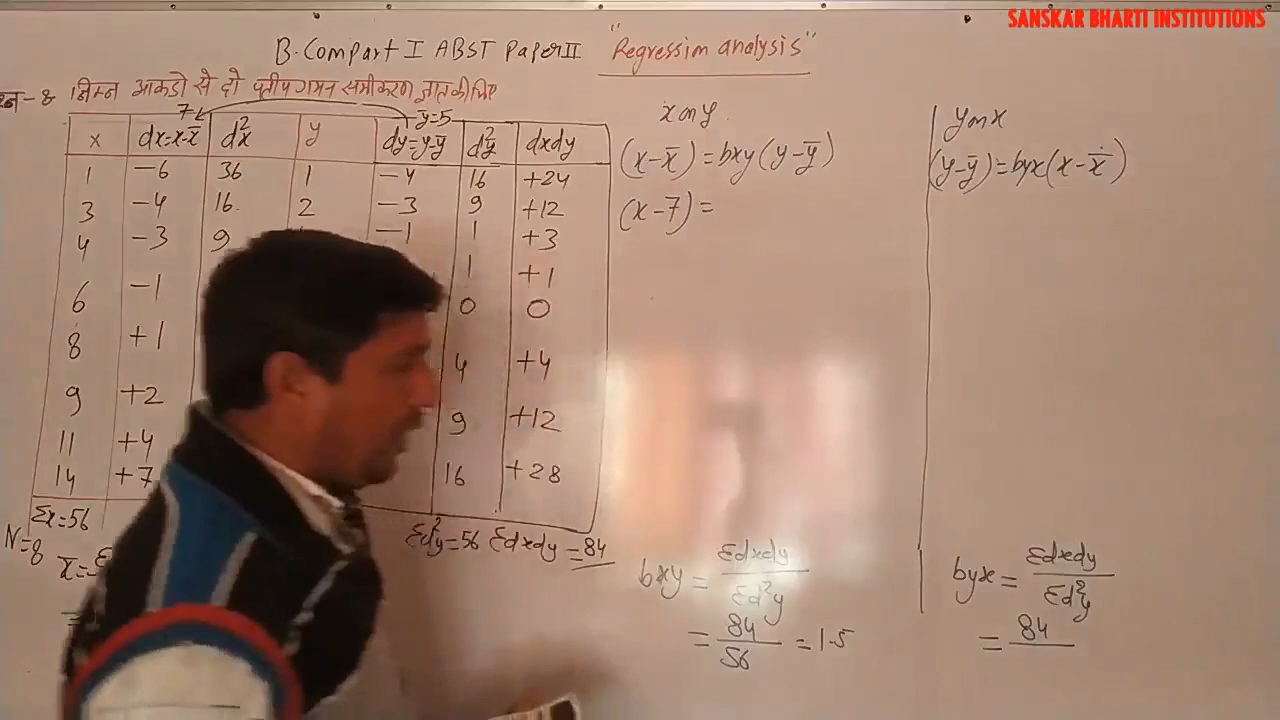 SANSKAR BHARTI INSTITUTIONS
B.Com part I ABST Paper II "Regression analysis"
-8 निम्न आकडो से दो प्रतीपगमन समीकरण ज्ञात कीजिए
7 ȳ=5
x dx=x-x̄ d²x y dy=y-ȳ d²y dxdy
1 -6 36 1 -4 16 +24
3 -4 16 2 -3 9 +12
4 -3 9 -1 1 +3
6 -1 1 +1
8 +1 0 0
9 +2 4 +4
11 +4 9 +12
14 +7 16 +28
Σx=56 Σd²y=56 Σdxdy=84
N=8
x̄=Σ
=
x on y
(x-x̄)=bxy(y-ȳ)
(x-7)=
bxy = Σdxdy / Σd²y
= 84 / 56 = 1.5
y on x
(y-ȳ)=byx(x-x̄)
byx = Σdxdy / Σd²y
= 84